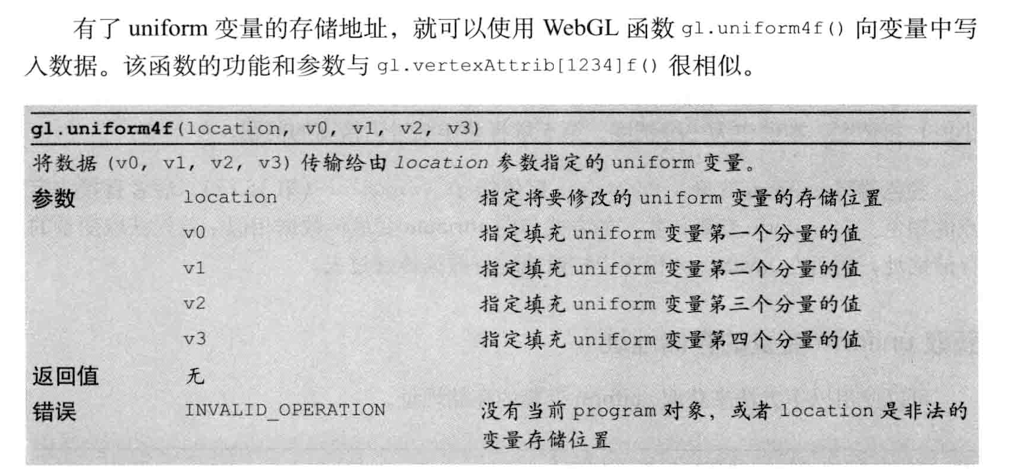 有了 uniform 变量的存储地址，就可以使用 WebGL 函数 gl.uniform4f() 向变量中写
入数据。该函数的功能和参数与 gl.vertexAttrib[1234]f() 很相似。
gl.uniform4f(location, v0, v1, v2, v3)
将数据 (v0, v1, v2, v3) 传输给由 location 参数指定的 uniform 变量。
参数 location 指定将要修改的 uniform 变量的存储位置
v0 指定填充 uniform 变量第一个分量的值
v1 指定填充 uniform 变量第二个分量的值
v2 指定填充 uniform 变量第三个分量的值
v3 指定填充 uniform 变量第四个分量的值
返回值 无
错误 INVALID_OPERATION 没有当前 program 对象，或者 location 是非法的
变量存储位置